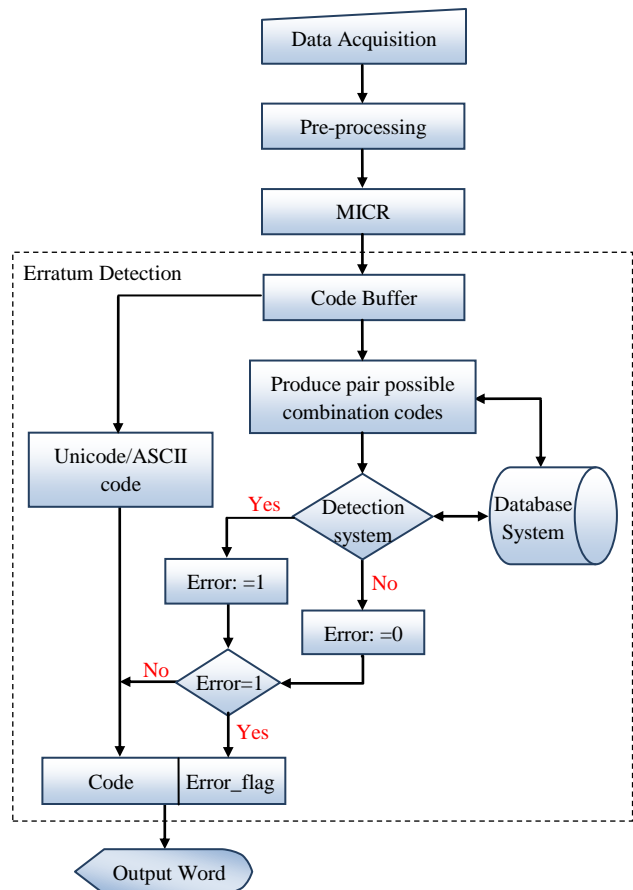 Data Acquisition
Pre-processing
MICR
Erratum Detection
Code Buffer
Produce pair possible
combination codes
Unicode/ASCII
code
Detection
system
Database
System
Yes
No
Error: =1
Error: =0
Error=1
No
Yes
Code
Error_flag
Output Word